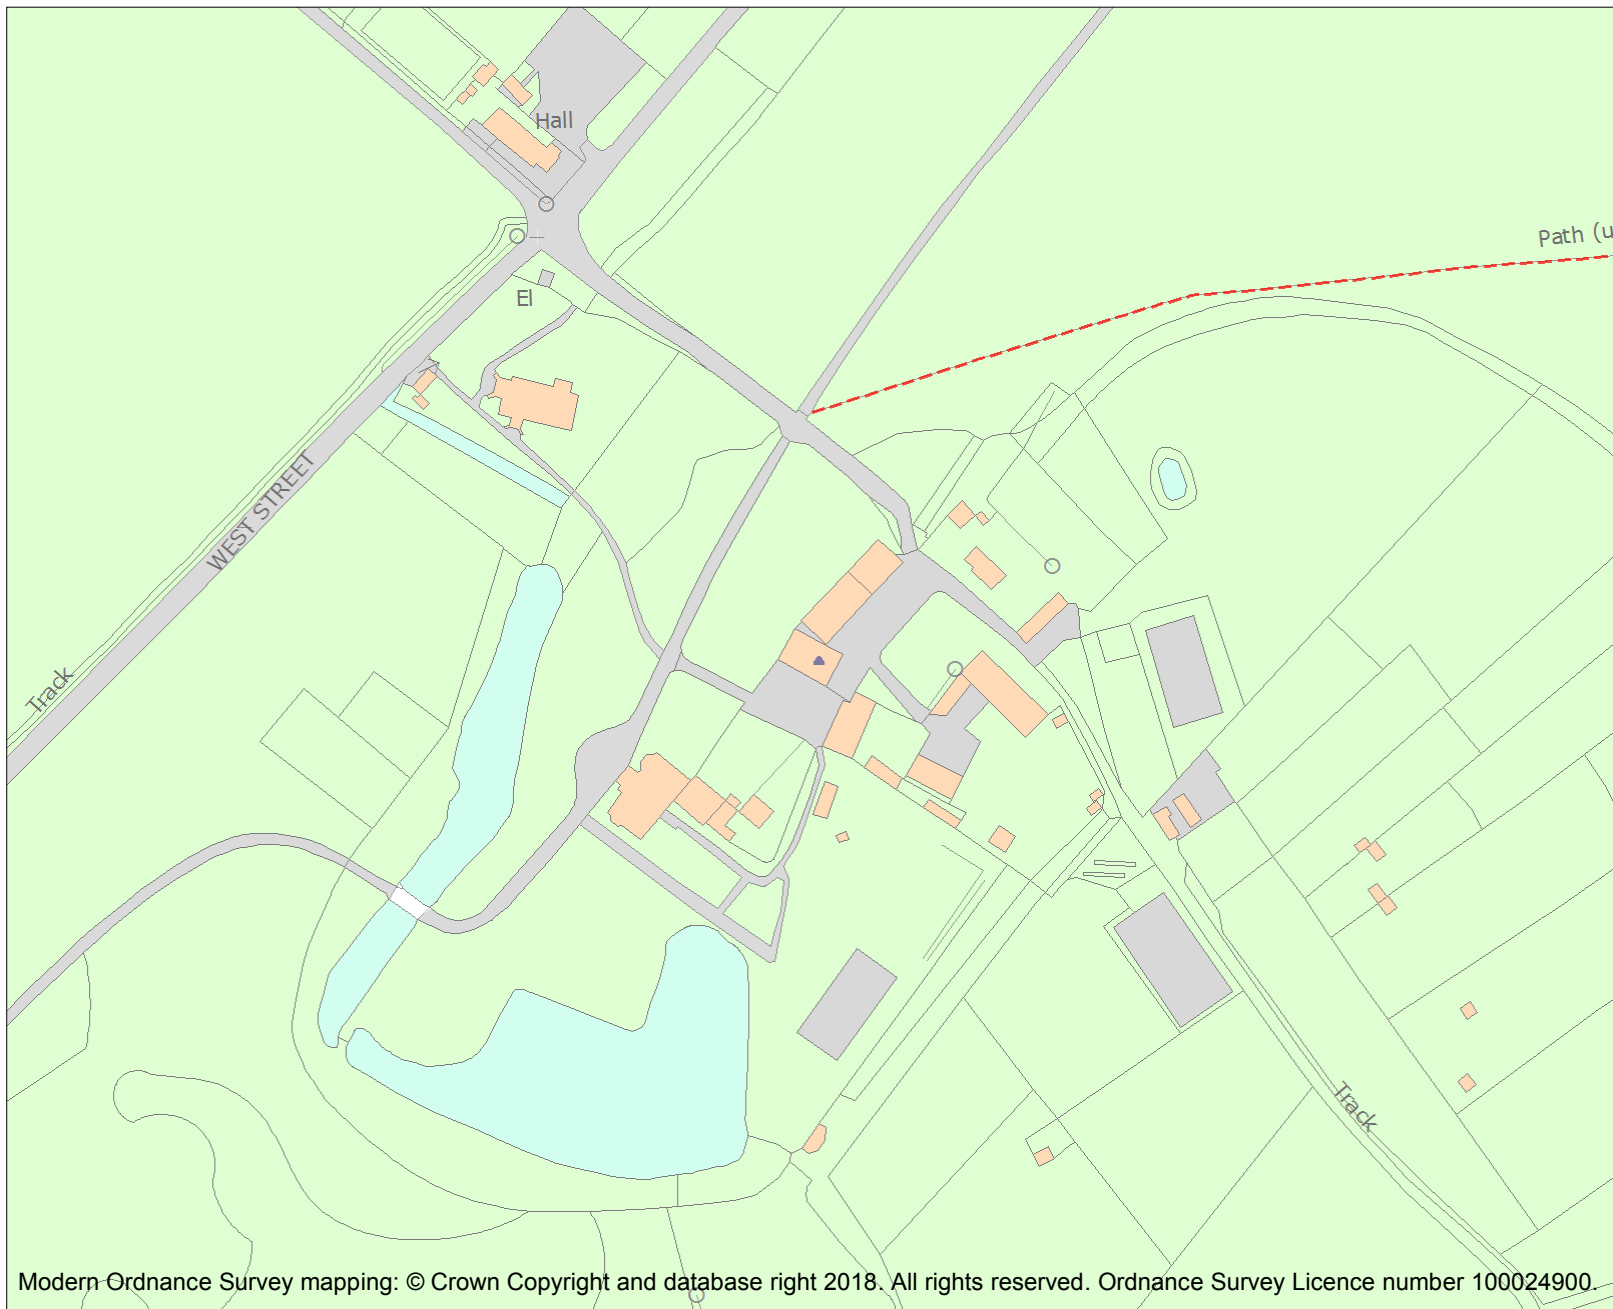 Hall
Path (u
El
WEST STREET
Track
Track
Modern Ordnance Survey mapping: © Crown Copyright and database right 2018. All rights reserved. Ordnance Survey Licence number 100024900.